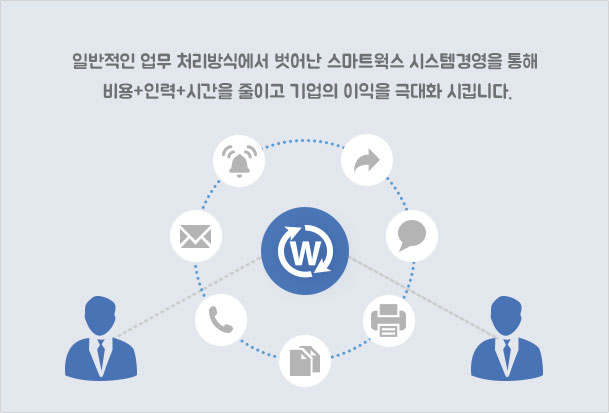 일반적인 업무 처리방식에서 벗어난 스마트웍스 시스템경영을 통해
비용+인력+시간을 줄이고 기업의 이익을 극대화 시킵니다.
W